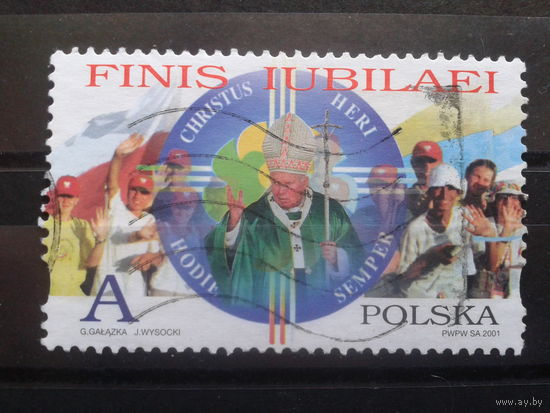 FINIS IUBILAEI
CHRISTUS
HERI
HODIE
SEMPER
A
POLSKA
G.GAŁĄZKA J.WYSOCKI
PWPW SA 2001
www.ay.by